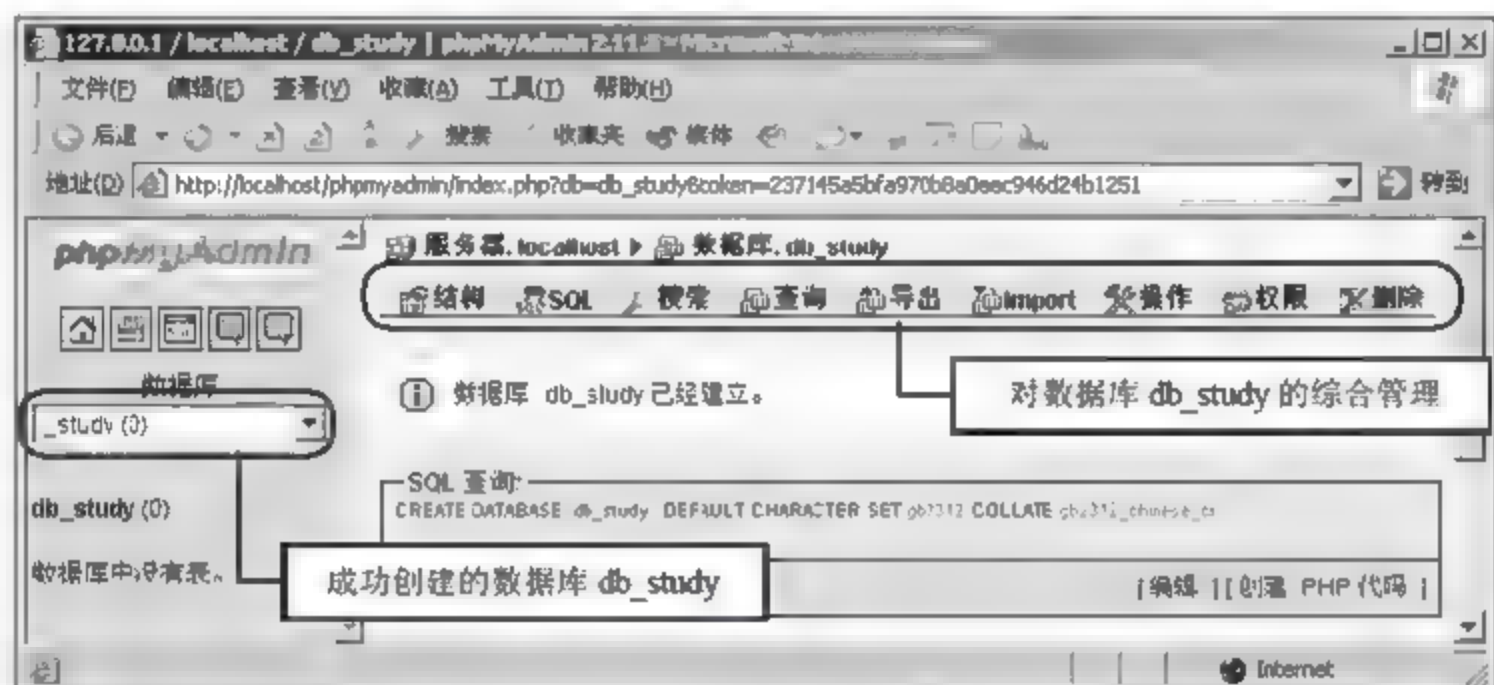 127.0.0.1 / localhost / db_study | phpMyAdmin 2.11.
文件(F) 编辑(E) 查看(V) 收藏(A) 工具(T) 帮助(H)
后退 搜索 收藏夹 媒体
地址(D) http://localhost/phpmyadmin/index.php?db=db_study&token=237145a5bfa970b8a0eec946d24b1251 转到
phpMyAdmin
服务器. localhost ▶ 数据库. db_study
结构 SQL 搜索 查询 导出 Import 操作 权限 删除
数据库
_study (0)
数据库 db_study 已经建立。
对数据库 db_study 的综合管理
db_study (0)
SQL 查询:
CREATE DATABASE db_study DEFAULT CHARACTER SET gb2312 COLLATE gb2312_chinese_ci
数据库中没有表。
成功创建的数据库 db_study
[编辑] [创建 PHP 代码]
Internet